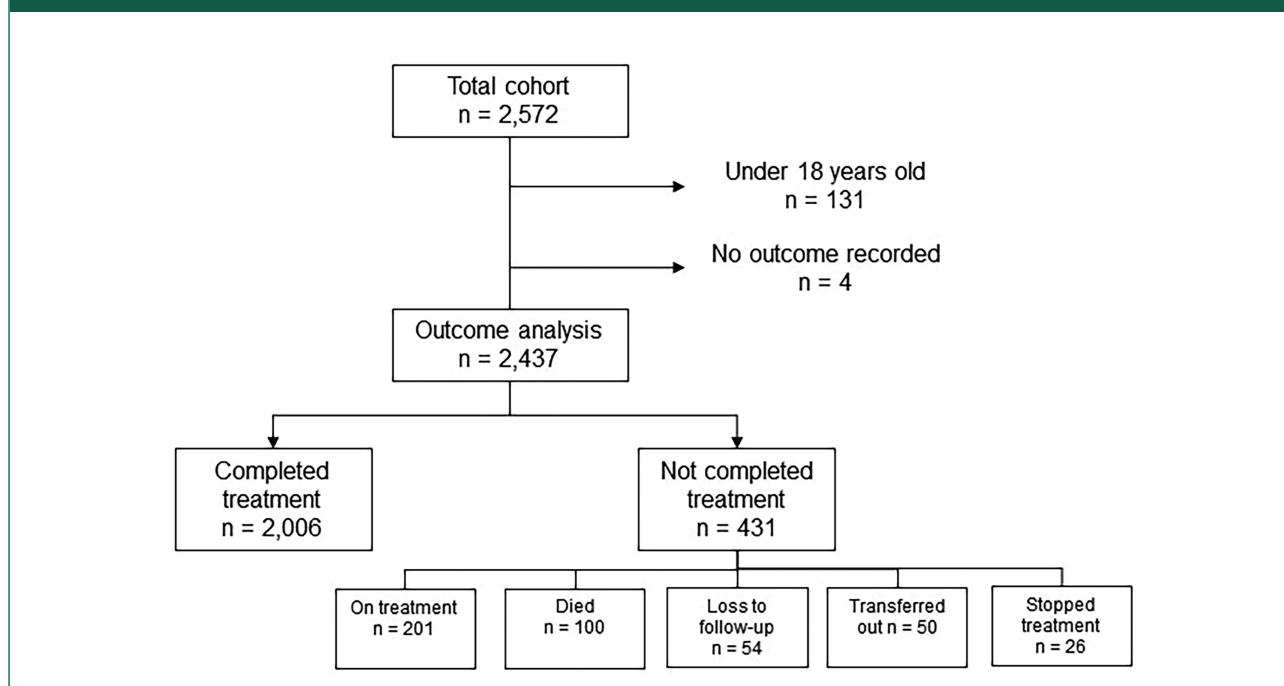 Total cohort
n = 2,572
Under 18 years old
n = 131
No outcome recorded
n = 4
Outcome analysis
n = 2,437
Completed
treatment
n = 2,006
Not completed
treatment
n = 431
On treatment
n = 201
Died
n = 100
Loss to
follow-up
n = 54
Transferred
out n = 50
Stopped
treatment
n = 26